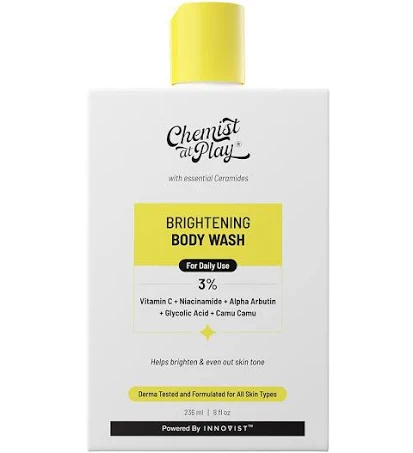 Chemist
at Play®
with essential Ceramides
BRIGHTENING
BODY WASH
For Daily Use
3%
Vitamin C + Niacinamide + Alpha Arbutin
+ Glycolic Acid + Camu Camu
Helps brighten & even out skin tone
Derma Tested and Formulated for All Skin Types
236 ml | 8 fl oz
Powered By INNOVIST™